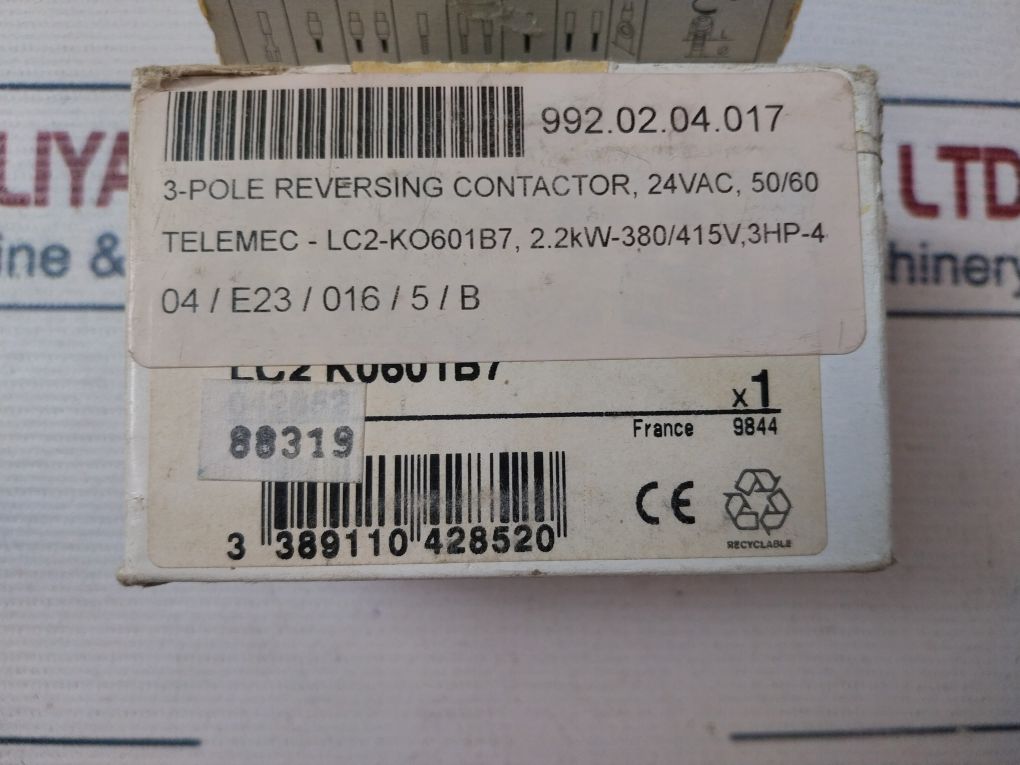 992.02.04.017
3-POLE REVERSING CONTACTOR, 24VAC, 50/60
TELEMEC - LC2-KO601B7, 2.2kW-380/415V,3HP-4
04 / E23 / 016 / 5 / B
LIYA LTD
ine & hinery
LC2 K0601B7
x1
France 9844
88319
3 389110 428520
CE
RECYCLABLE